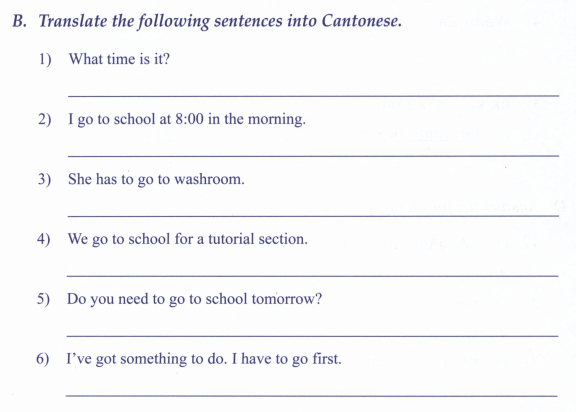 B. Translate the following sentences into Cantonese.
1) What time is it?
2) I go to school at 8:00 in the morning.
3) She has to go to washroom.
4) We go to school for a tutorial section.
5) Do you need to go to school tomorrow?
6) I've got something to do. I have to go first.